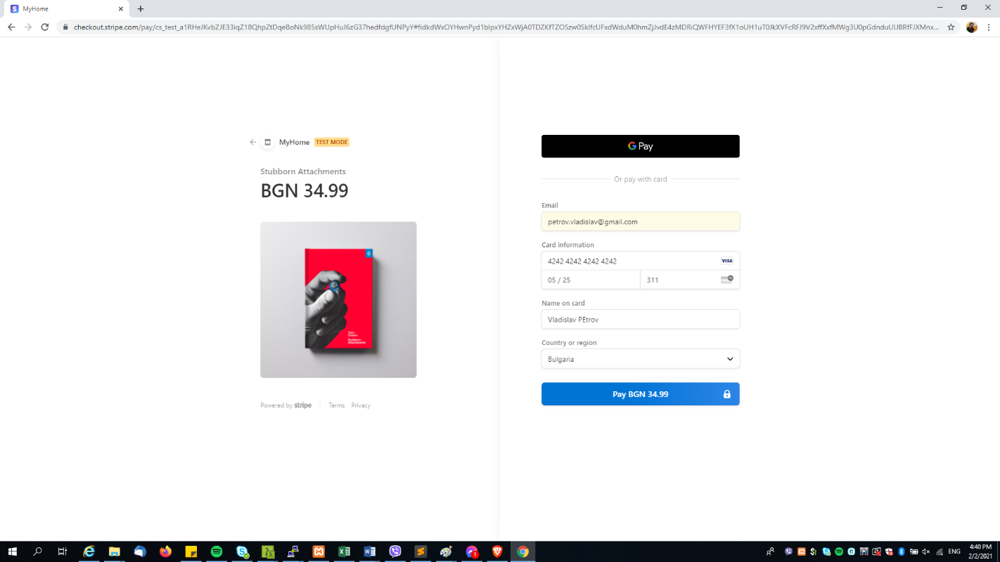 MyHome
checkout.stripe.com/pay/cs_test_a1RHeJKvbZJE33iqZ18QhpZtDqeBoNk985sWUpHuJ6zG37hedfdgfUNPyY#fidkdWxOYHwnPyd1blpxYHZxWjA0TDZKfTZOSzw0SklfcUFxdWduM0hmZjJvdE4zMDRiQWFHYEF3fX1oUH1uT0JkXVFcRFJ9V2xffXxfMWg3U0pGdnduUUBRfFJXMnx...
MyHome TEST MODE
Stubborn Attachments
BGN 34.99
Tyler
Cowen
Stubborn
Attachments
Powered by stripe
Terms Privacy
G Pay
Or pay with card
Email
petrov.vladislav@gmail.com
Card information
4242 4242 4242 4242 VISA
05 / 25 311
Name on card
Vladislav PEtrov
Country or region
Bulgaria
Pay BGN 34.99
ENG
4:40 PM
2/2/2021